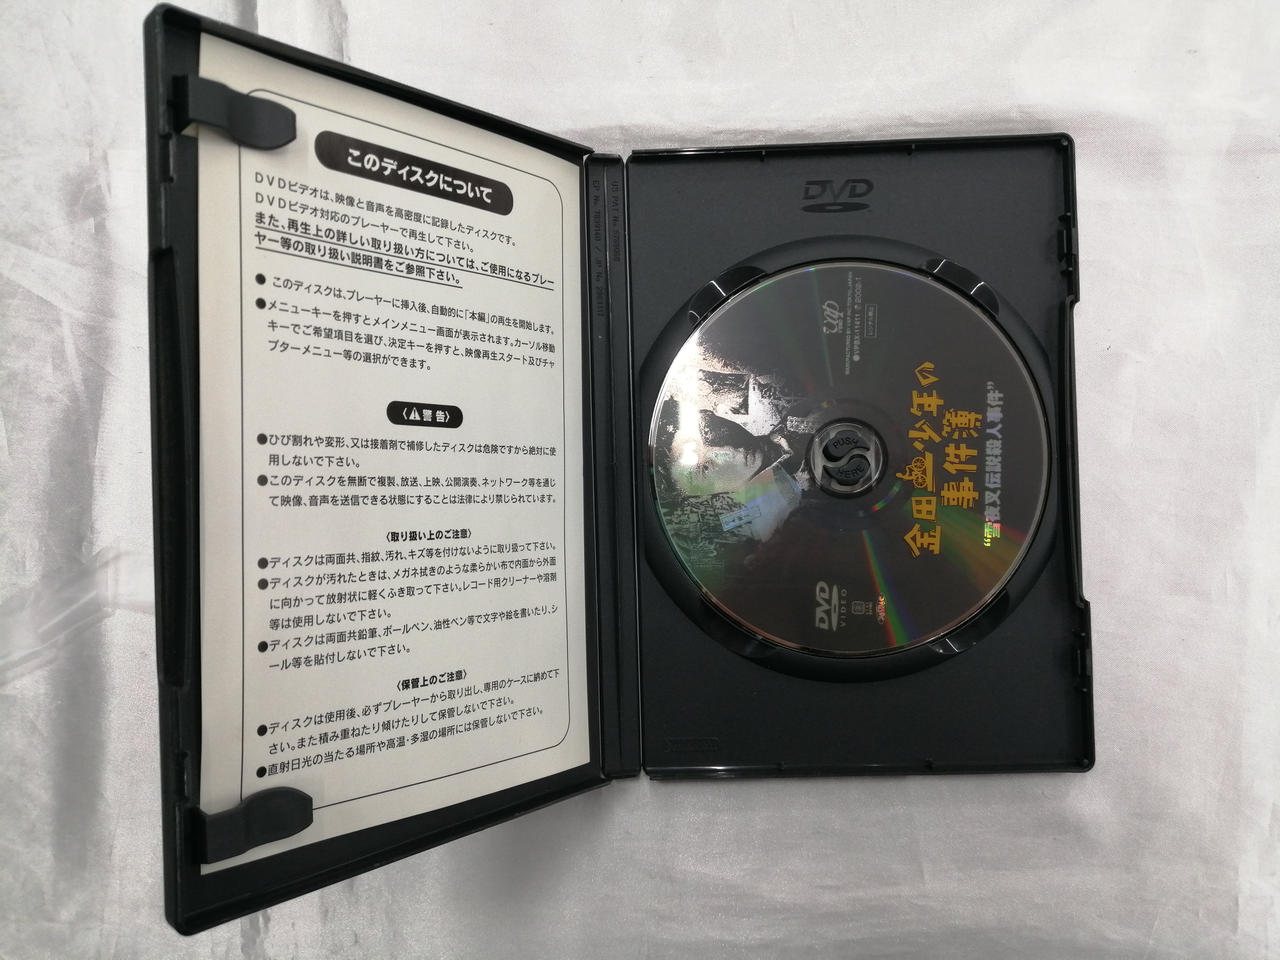 このディスクについて
DVDビデオは、映像と音声を高密度に記録したディスクです。
DVDビデオ対応のプレーヤーで再生して下さい。
また、再生上の詳しい取り扱い方については、ご使用になるプレー
ヤー等の取り扱い説明書をご参照下さい。
●このディスクは、プレーヤーに挿入後、自動的に「本編」の再生を開始します。
●メニューキーを押すとメインメニュー画面が表示されます。カーソル移動
キーでご希望項目を選び、決定キーを押すと、映像再生スタート及びチャ
プターメニュー等の選択ができます。
〈⚠警告〉
●ひび割れや変形、又は接着剤で補修したディスクは危険ですから絶対に使
用しないで下さい。
●このディスクを無断で複製、放送、上映、公開演奏、ネットワーク等を通じ
て映像、音声を送信できる状態にすることは法律により禁じられています。
〈取り扱い上のご注意〉
●ディスクは両面共、指紋、汚れ、キズ等を付けないように取り扱って下さい。
●ディスクが汚れたときは、メガネ拭きのような柔らかい布で内面から外面
に向かって放射状に軽くふき取って下さい。レコード用クリーナーや溶剤
等は使用しないで下さい。
●ディスクは両面共鉛筆、ボールペン、油性ペン等で文字や絵を書いたり、シ
ール等を貼付しないで下さい。
〈保管上のご注意〉
●ディスクは使用後、必ずプレーヤーから取り出し、専用のケースに納めて下
さい。また積み重ねたり傾けたりして保管しないで下さい。
●直射日光の当たる場所や高温・多湿の場所には保管しないで下さい。
DVD
PUSH
HERE
金田一少年の
事件簿
“雪夜叉伝説殺人事件”
DVD
VIDEO
vap
VIDEO
●VPBX-11411 ℗2002.1
レンタル禁止